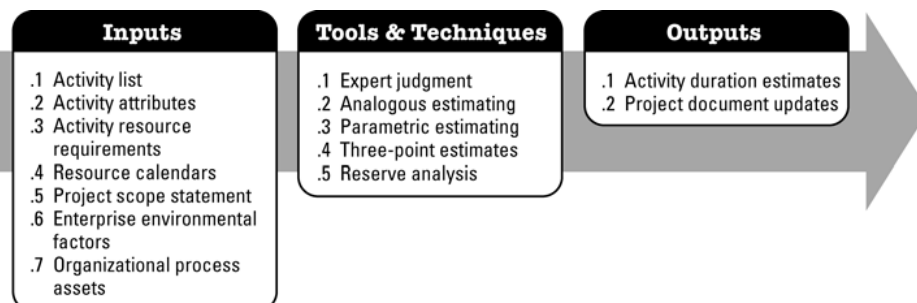 Inputs
.1 Activity list
.2 Activity attributes
.3 Activity resource
requirements
.4 Resource calendars
.5 Project scope statement
.6 Enterprise environmental
factors
.7 Organizational process
assets
Tools & Techniques
.1 Expert judgment
.2 Analogous estimating
.3 Parametric estimating
.4 Three-point estimates
.5 Reserve analysis
Outputs
.1 Activity duration estimates
.2 Project document updates